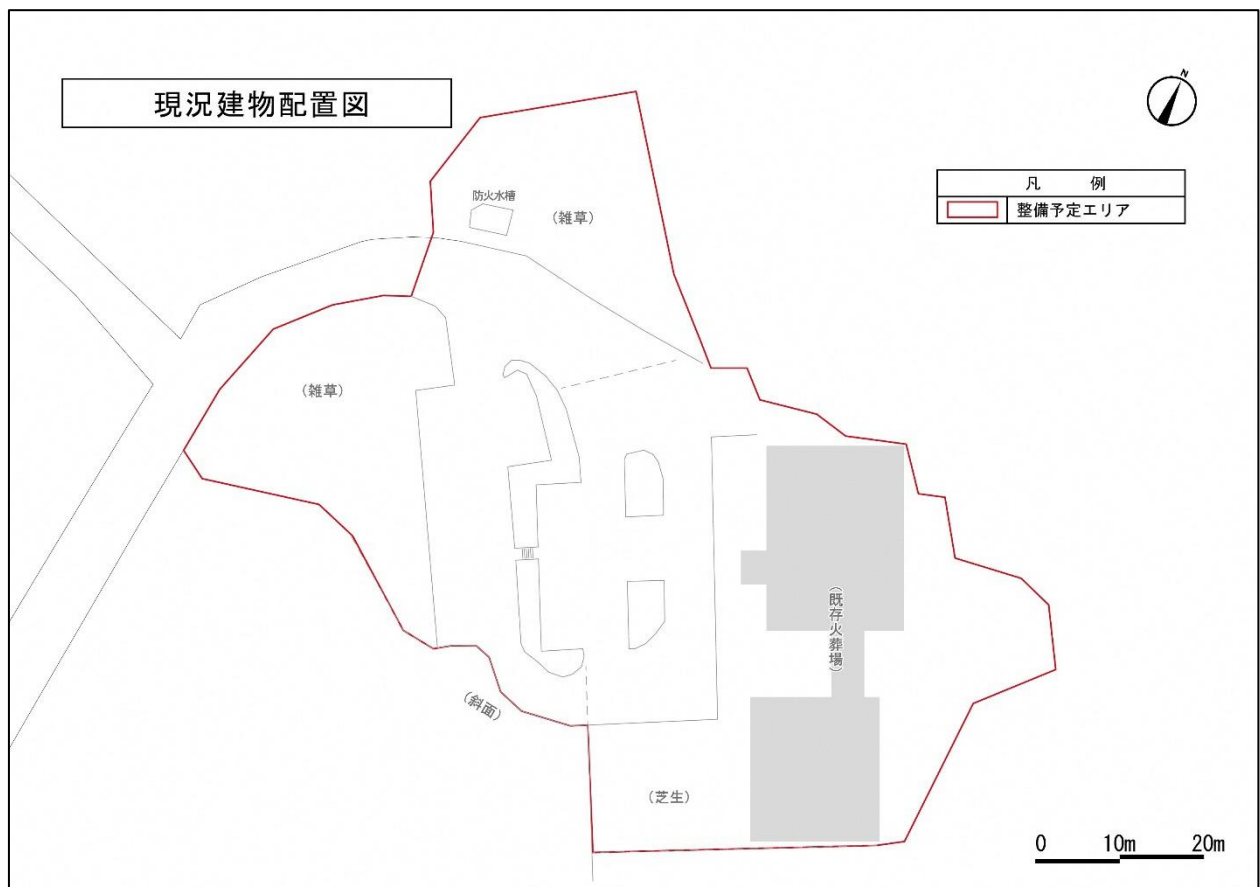 現況建物配置図
N
凡 例
整備予定エリア
防火水槽
（雑草）
（雑草）
（既存火葬場）
（斜面）
（芝生）
0 10m 20m